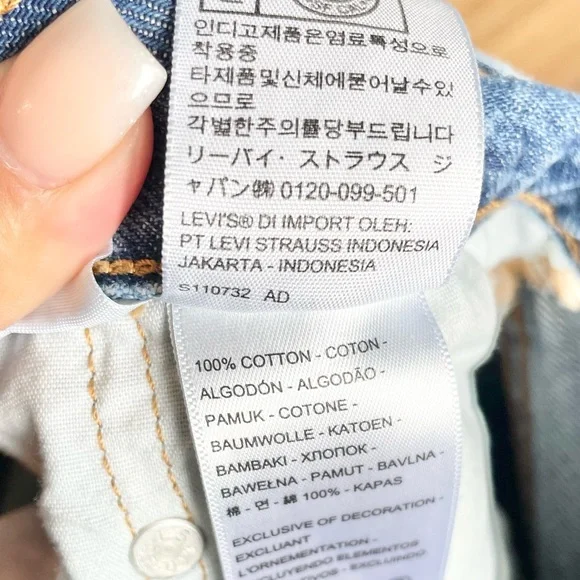 인디고제품은염료특성으로
착용중
타제품및신체에묻어날수있
으므로
각별한주의를당부드립니다
リーバイ・ストラウス ジ
ャパン㈱ 0120-099-501
LEVI'S® DI IMPORT OLEH:
PT LEVI STRAUSS INDONESIA
JAKARTA - INDONESIA
S110732 AD
100% COTTON - COTON -
ALGODÓN - ALGODÃO -
PAMUK - COTONE -
BAUMWOLLE - KATOEN -
BAMBAKI - ХЛОПОК -
BAWEŁNA - PAMUT - BAVLNA -
棉 - 면 - 綿 100% - KAPAS
EXCLUSIVE OF DECORATION -
EXCLUANT
L'ORNEMENTATION -
EXCLUYENDO ELEMENTOS